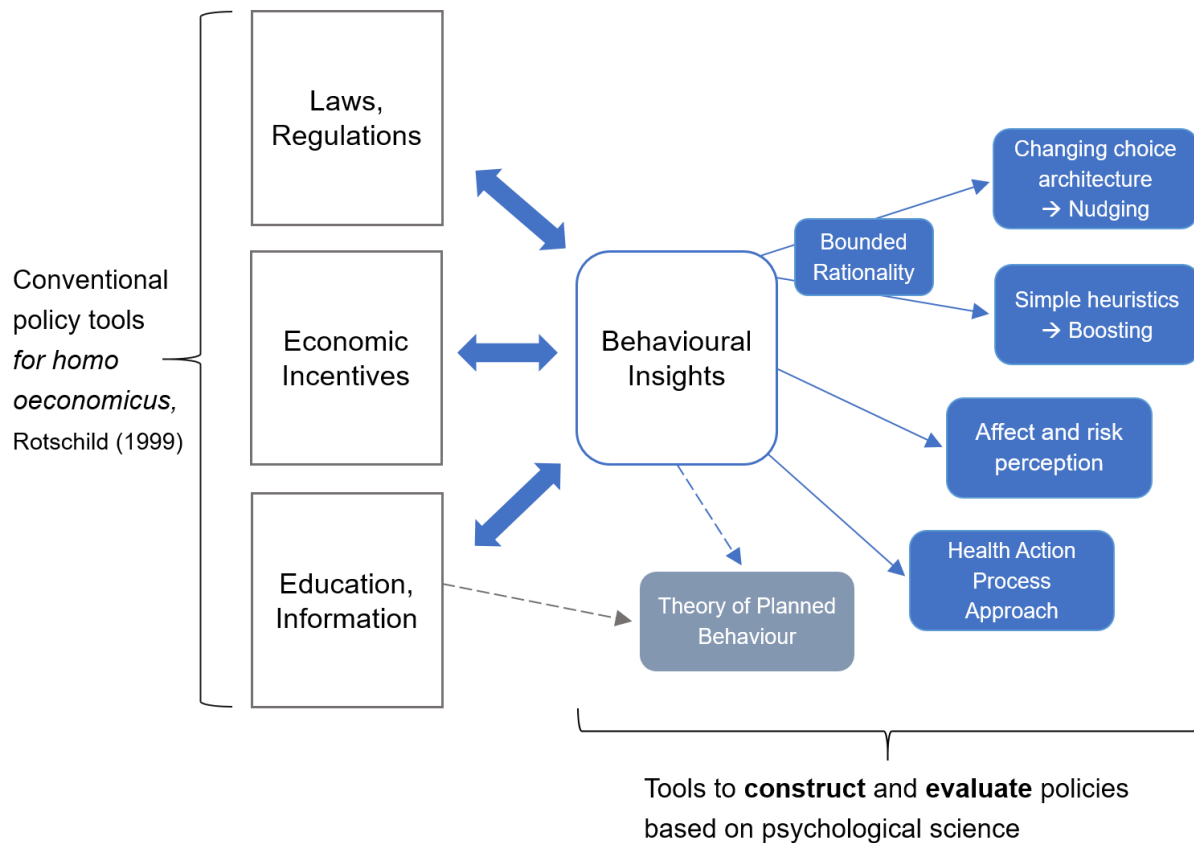 Conventional
policy tools
for homo
oeconomicus,
Rotschild (1999)
Laws,
Regulations
Economic
Incentives
Education,
Information
Behavioural
Insights
Bounded
Rationality
Changing choice
architecture
→ Nudging
Simple heuristics
→ Boosting
Affect and risk
perception
Health Action
Process
Approach
Theory of Planned
Behaviour
Tools to construct and evaluate policies
based on psychological science